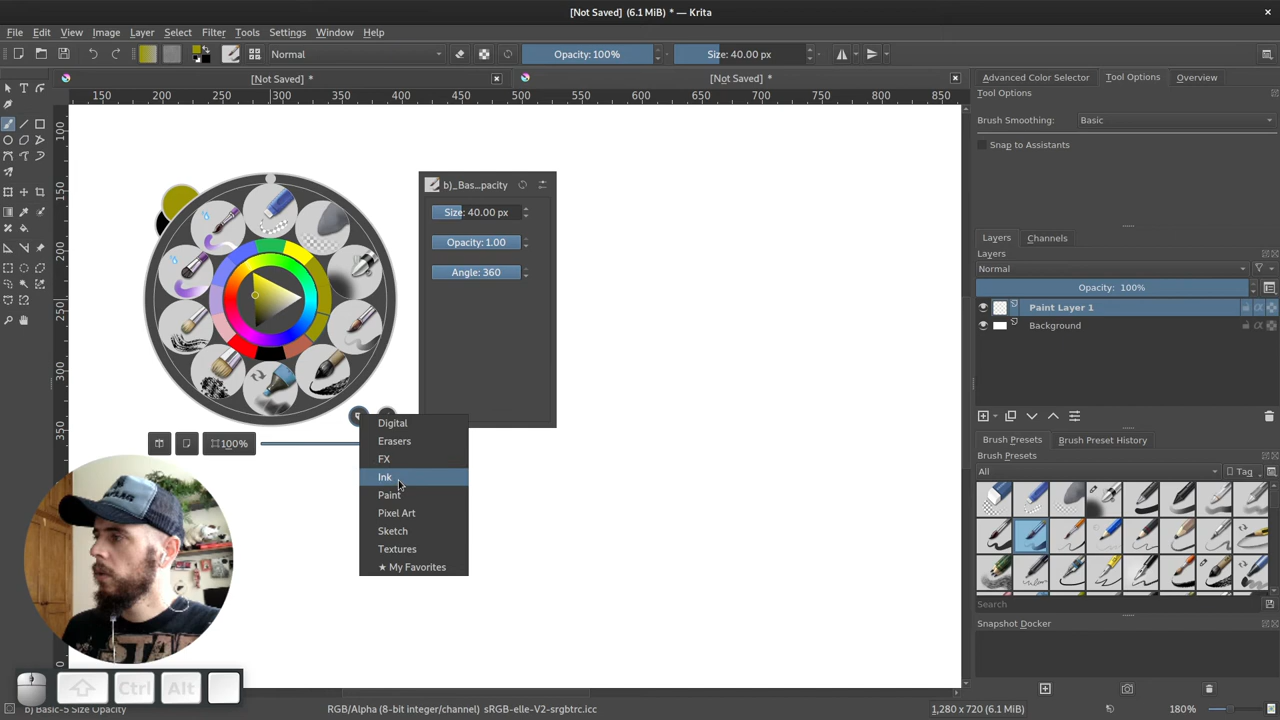 [Not Saved] (6.1 MiB) * — Krita
File Edit View Image Layer Select Filter Tools Settings Window Help
Normal
Opacity: 100%
Size: 40.00 px
[Not Saved] *
[Not Saved] *
150 200 250 300 350 400 450 500 550 600 650 700 750 800 850
Advanced Color Selector
Tool Options
Overview
Tool Options
Brush Smoothing:
Basic
Snap to Assistants
b)_Bas...pacity
Size: 40.00 px
Opacity: 1.00
Angle: 360
100%
Digital
Erasers
FX
Ink
Paint
Pixel Art
Sketch
Textures
★ My Favorites
Layers
Channels
Layers
Normal
Opacity: 100%
Paint Layer 1
Background
Brush Presets
Brush Preset History
Brush Presets
All
Tag
Search
Snapshot Docker
Ctrl
Alt
b) Basic-5 Size Opacity
RGB/Alpha (8-bit integer/channel) sRGB-elle-V2-srgbtrc.icc
1,280 x 720 (6.1 MiB)
180%